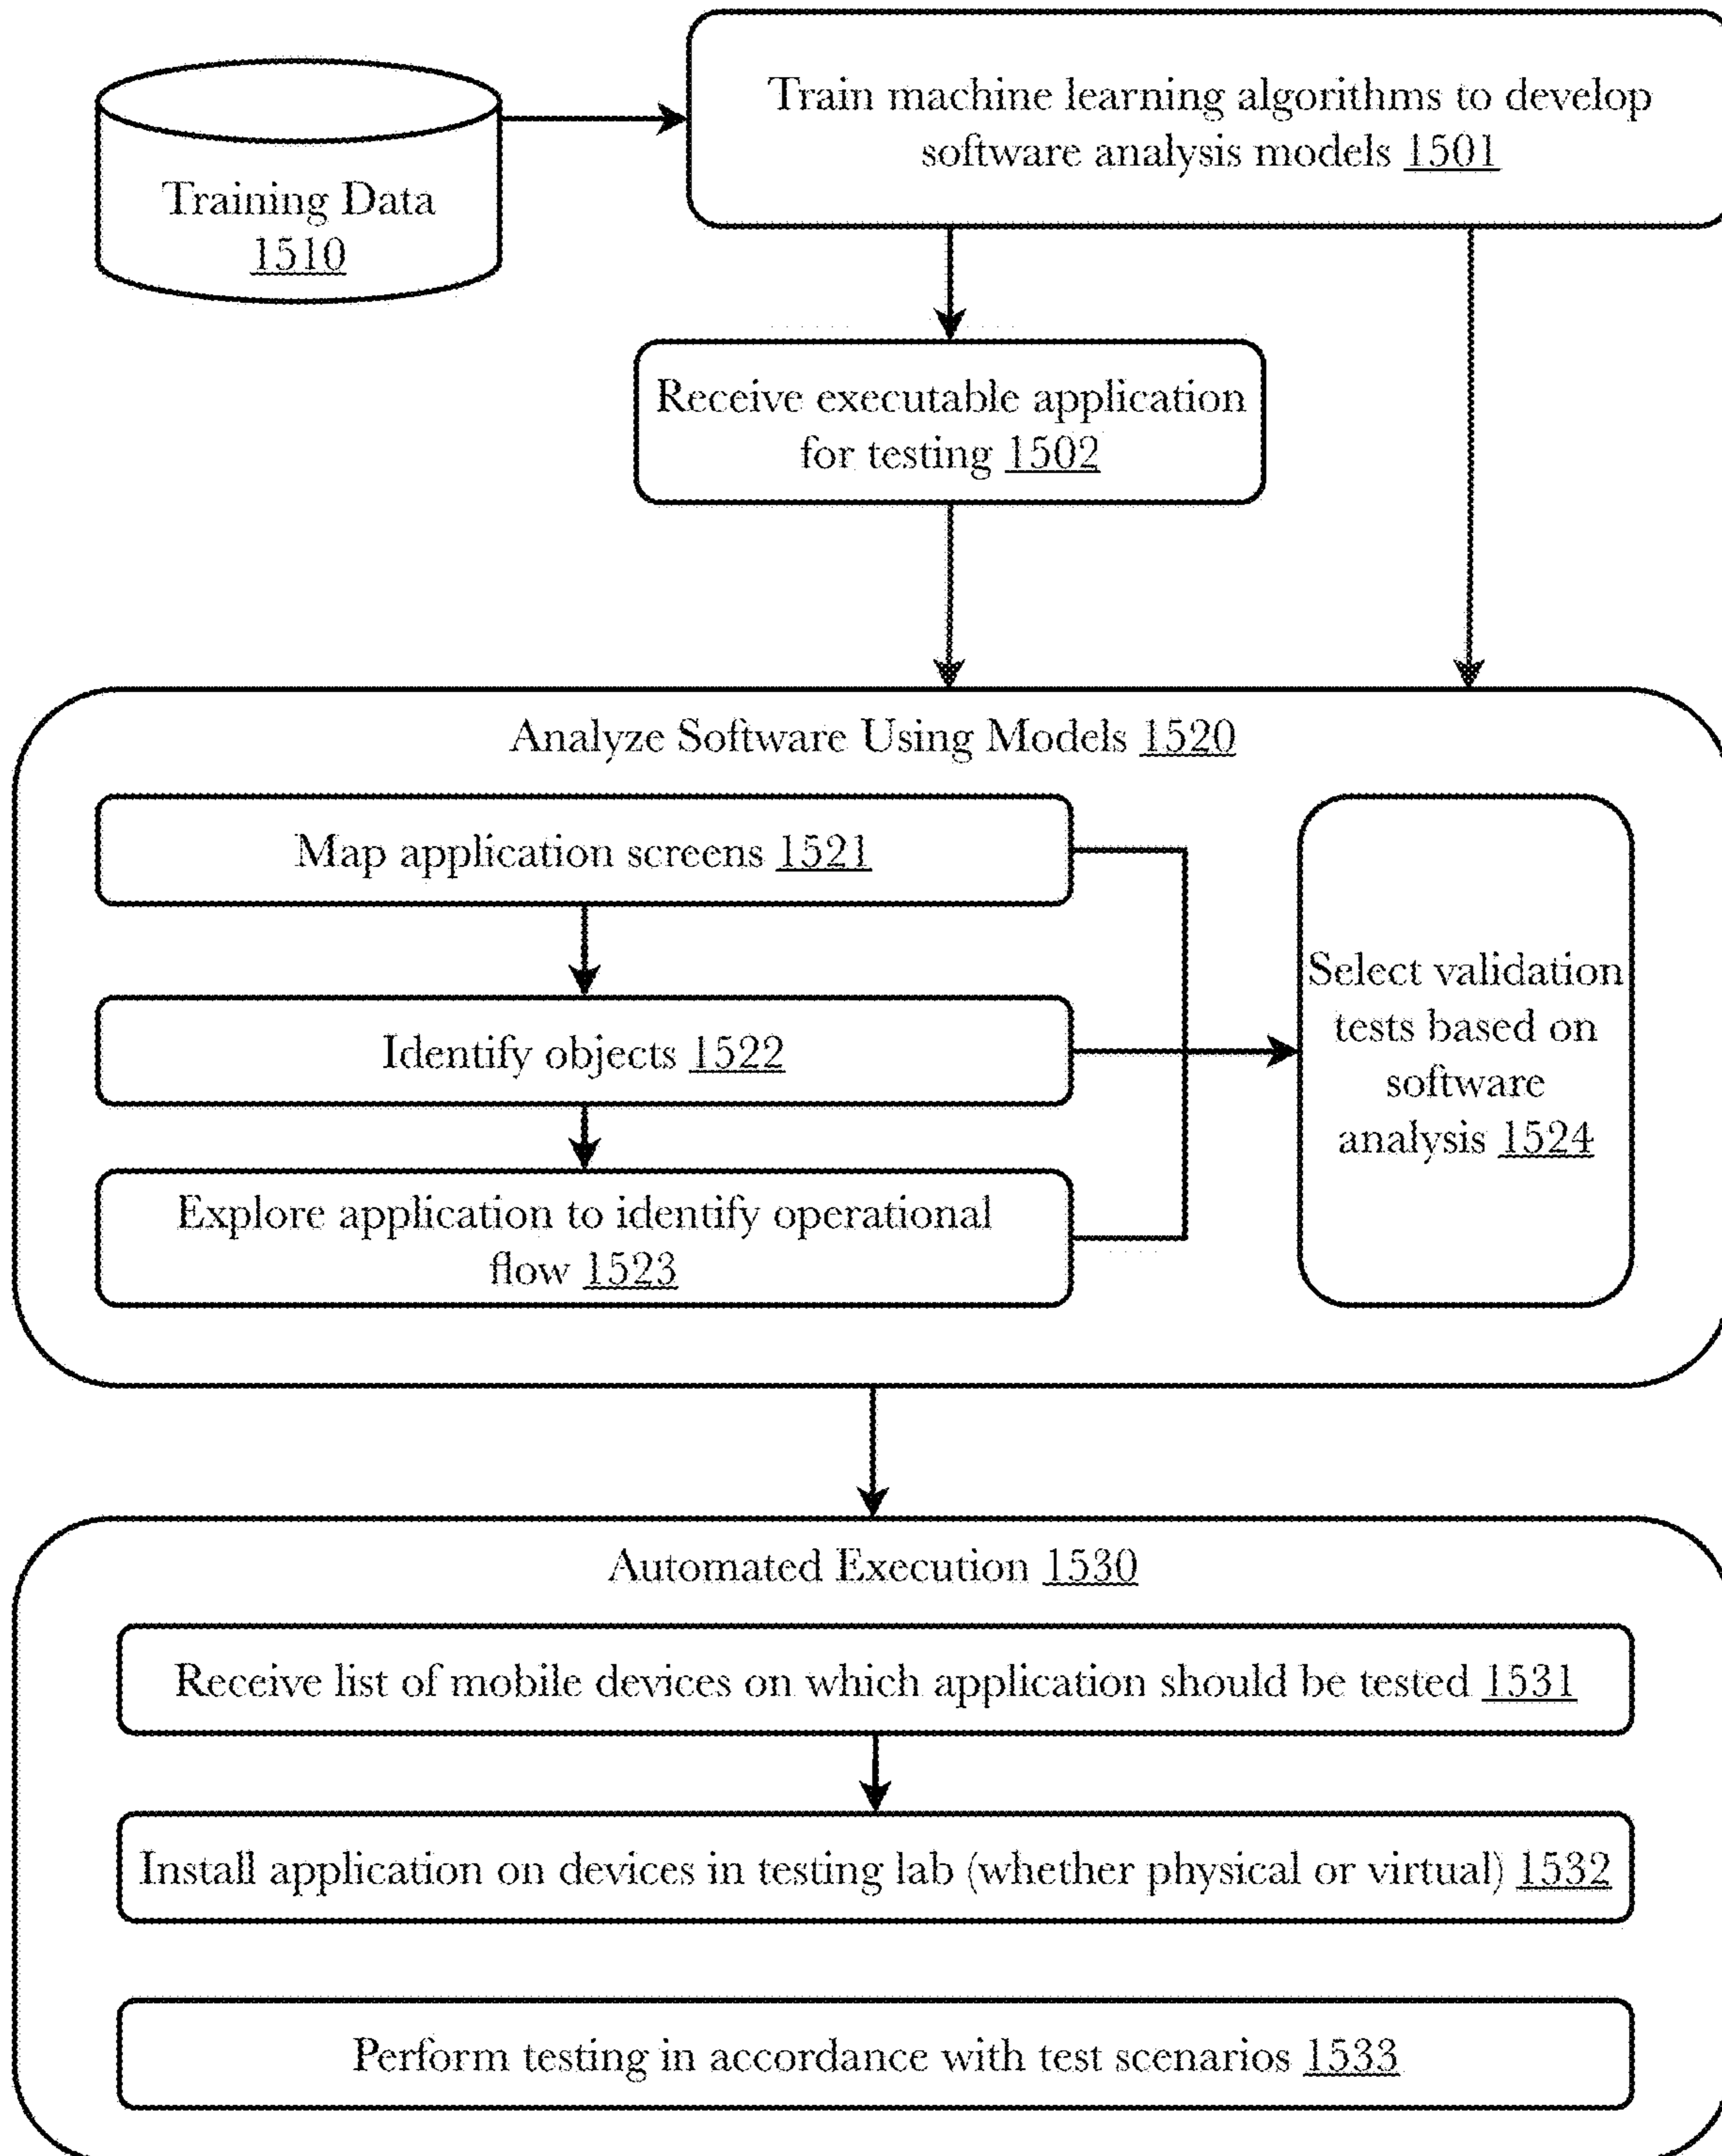 Train machine learning algorithms to develop
software analysis models 1501
Training Data
1510
Receive executable application
for testing 1502
Analyze Software Using Models 1520
Map application screens 1521
Identify objects 1522
Explore application to identify operational
flow 1523
Select validation
tests based on
software
analysis 1524
Automated Execution 1530
Receive list of mobile devices on which application should be tested 1531
Install application on devices in testing lab (whether physical or virtual) 1532
Perform testing in accordance with test scenarios 1533